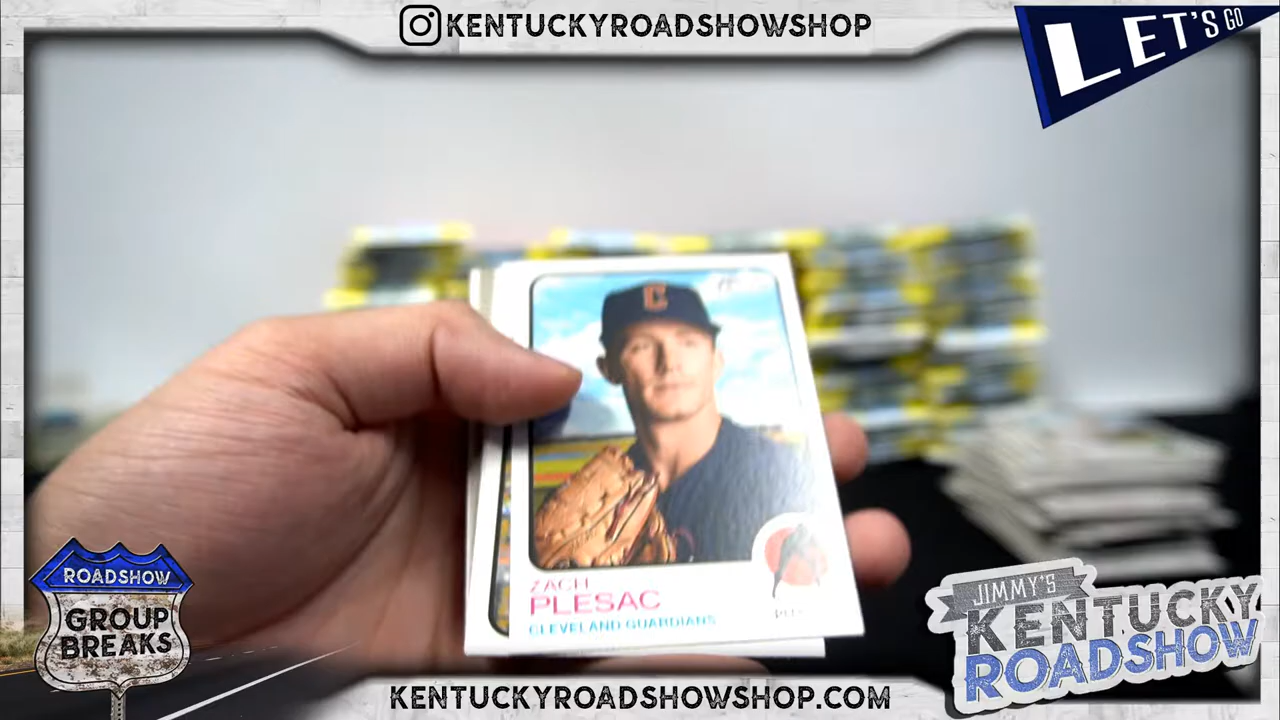 KENTUCKYROADSHOWSHOP
LET'S GO
C
ZACH
PLESAC
CLEVELAND GUARDIANS
ROADSHOW
GROUP
BREAKS
JIMMY'S
KENTUCKY
ROADSHOW
KENTUCKYROADSHOWSHOP.COM